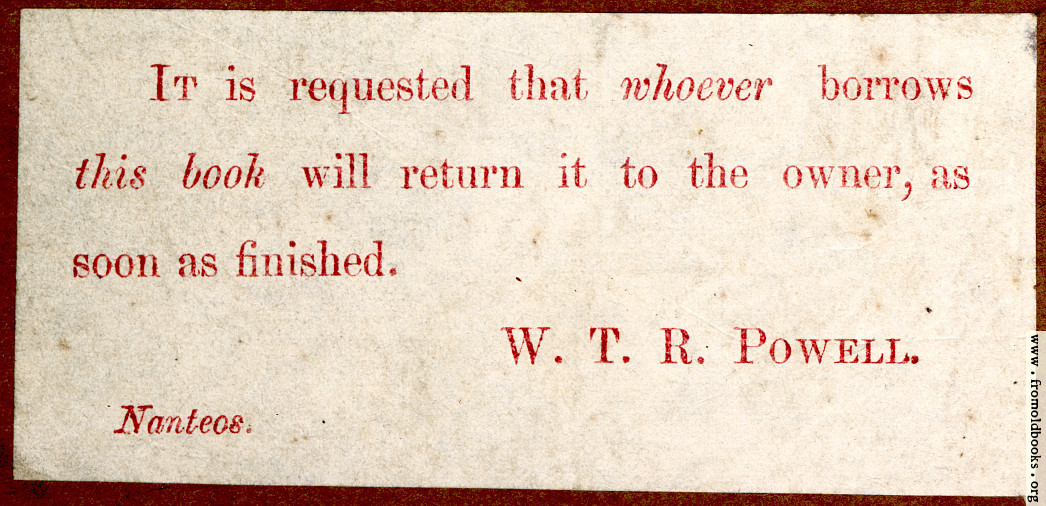 IT is requested that whoever borrows
this book will return it to the owner, as
soon as finished.
W. T. R. POWELL.
Nanteos.
www.fromoldbooks.org